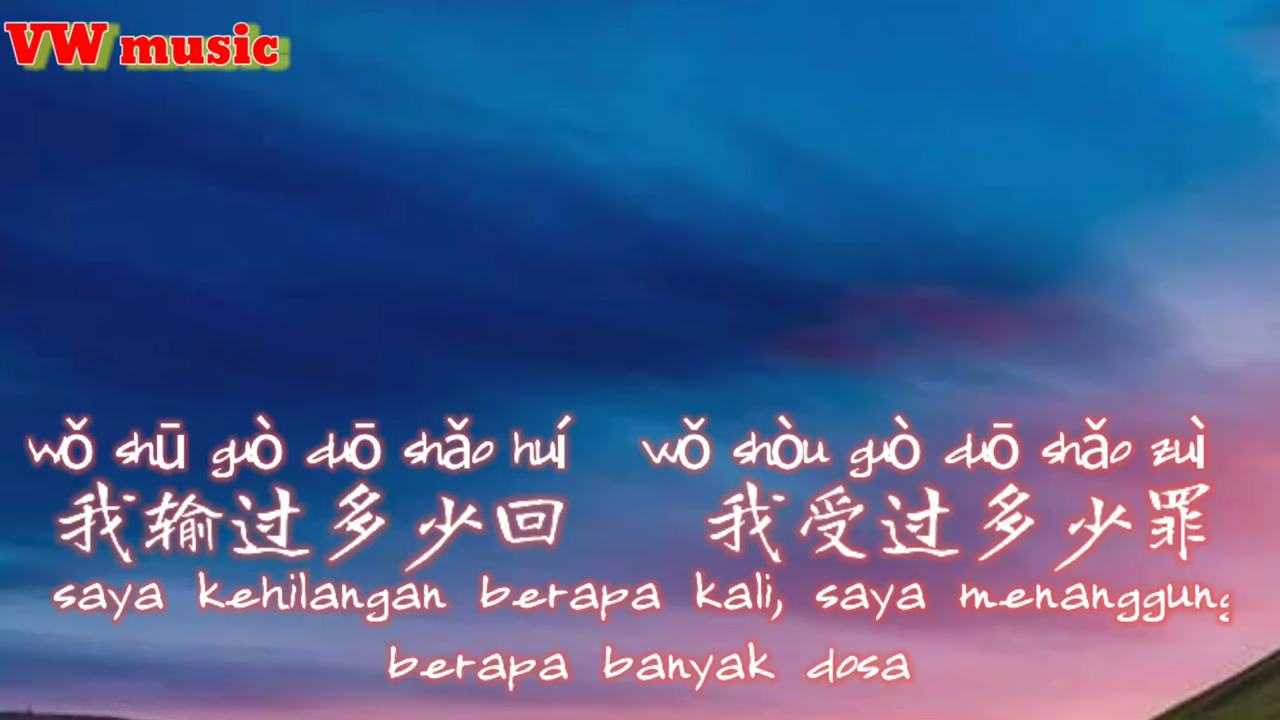 VW music
wǒ shū guò duō shǎo huí wǒ shòu guò duō shǎo zuì
我输过多少回 我受过多少罪
saya kehilangan berapa kali, saya menanggung
berapa banyak dosa